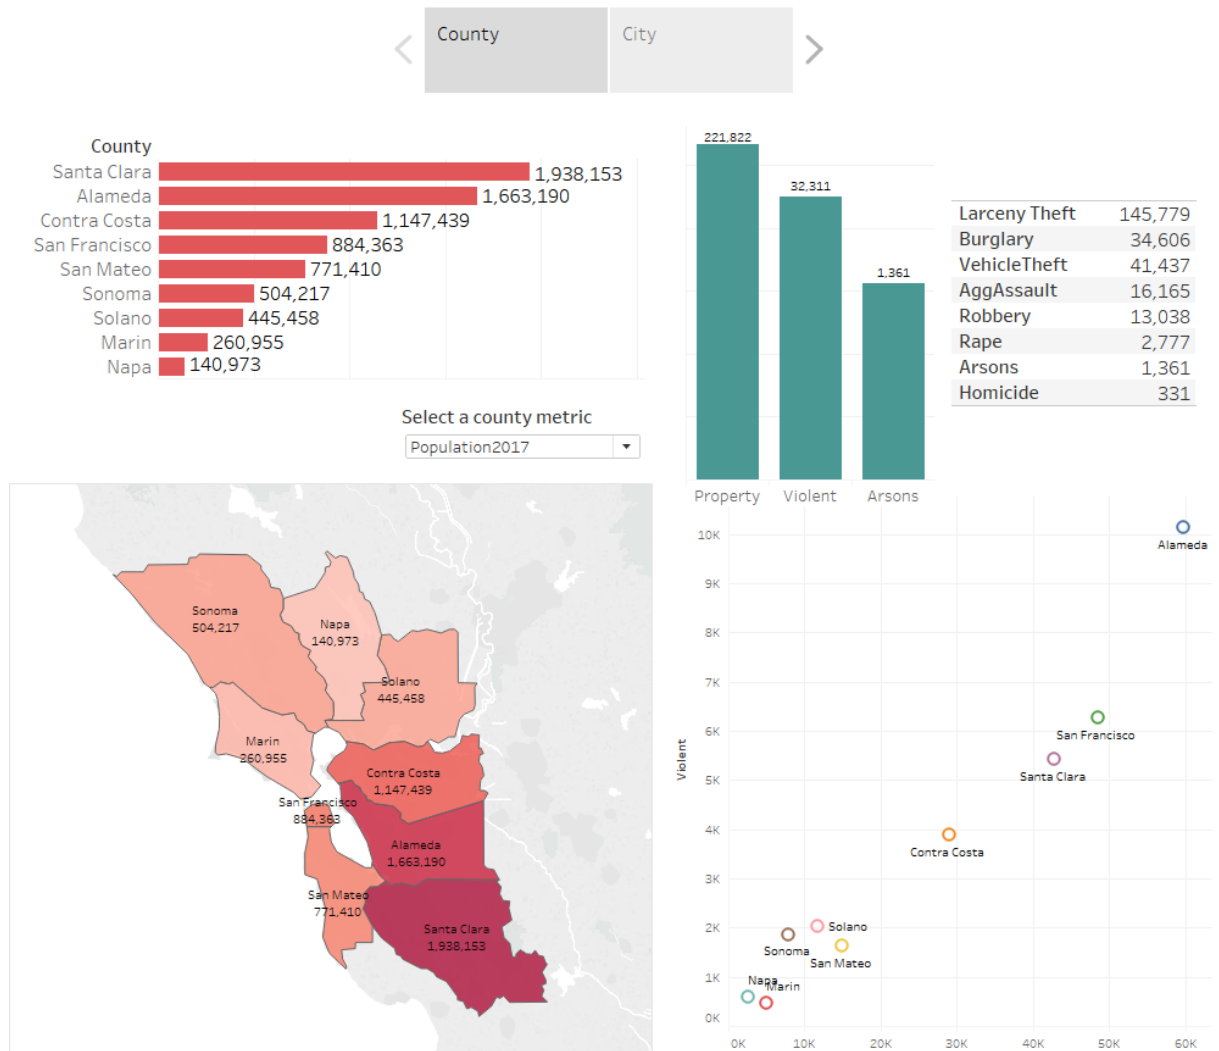 County
City
County
Santa Clara 1,938,153
Alameda 1,663,190
Contra Costa 1,147,439
San Francisco 884,363
San Mateo 771,410
Sonoma 504,217
Solano 445,458
Marin 260,955
Napa 140,973
Select a county metric
Population2017
221,822
32,311
1,361
Property Violent Arsons
Larceny Theft 145,779
Burglary 34,606
VehicleTheft 41,437
AggAssault 16,165
Robbery 13,038
Rape 2,777
Arsons 1,361
Homicide 331
Sonoma
504,217
Napa
140,973
Solano
445,458
Marin
260,955
Contra Costa
1,147,439
San Francisco
884,363
Alameda
1,663,190
San Mateo
771,410
Santa Clara
1,938,153
Violent
10K
9K
8K
7K
6K
5K
4K
3K
2K
1K
0K
Alameda
San Francisco
Santa Clara
Contra Costa
Solano
Sonoma
San Mateo
Napa
Marin
0K 10K 20K 30K 40K 50K 60K